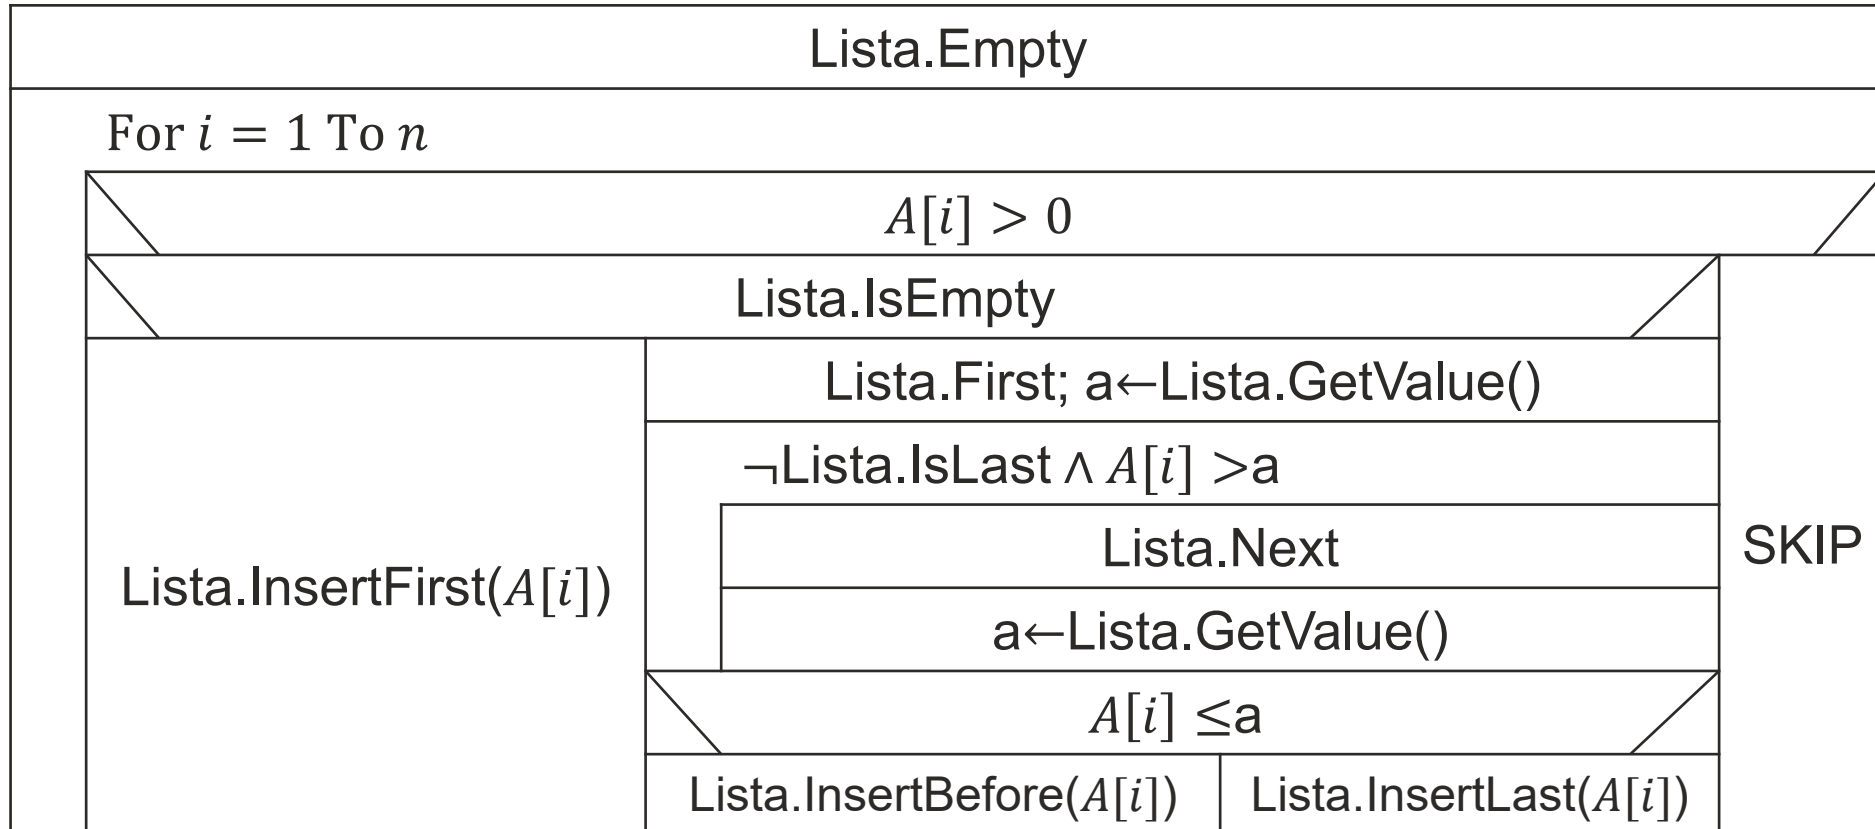 Lista.Empty
For i = 1 To n
A[i] > 0
Lista.IsEmpty
Lista.First; a←Lista.GetValue()
¬Lista.IsLast ∧ A[i] >a
Lista.Next
SKIP
Lista.InsertFirst(A[i])
a←Lista.GetValue()
A[i] ≤a
Lista.InsertBefore(A[i])
Lista.InsertLast(A[i])